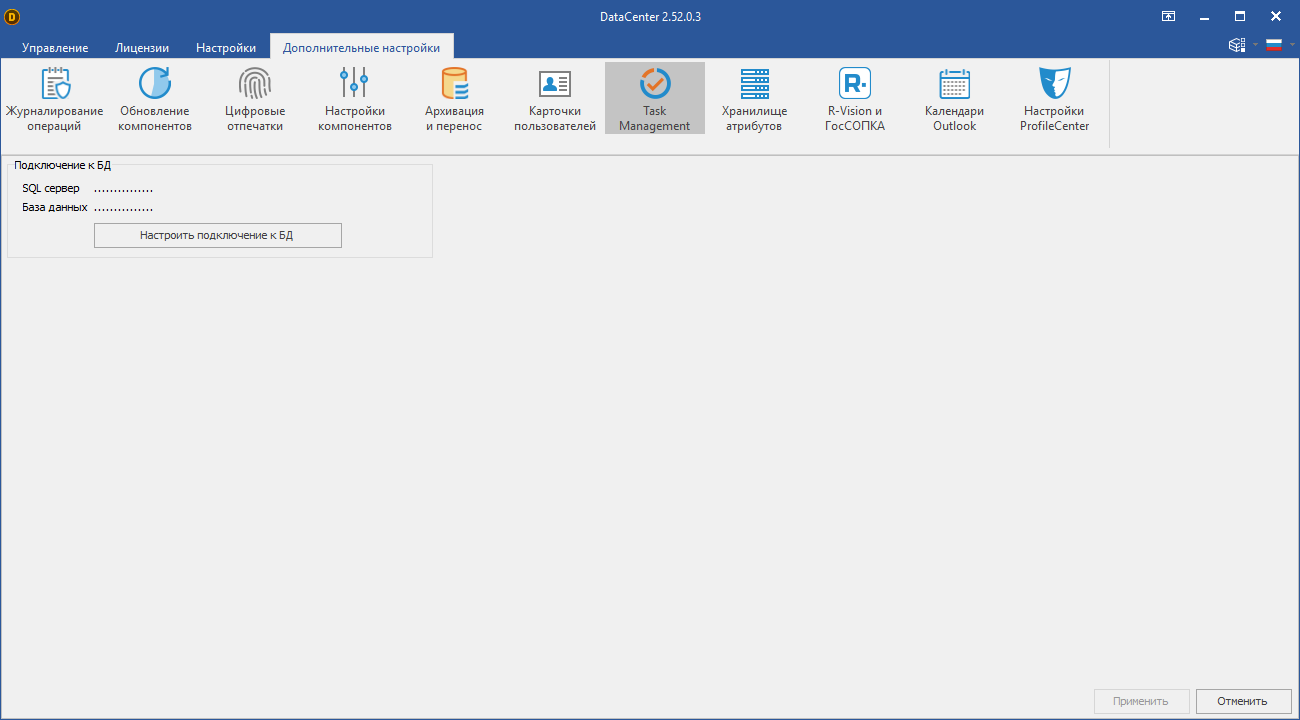 DataCenter 2.52.0.3
Управление Лицензии Настройки Дополнительные настройки
Журналирование операций
Обновление компонентов
Цифровые отпечатки
Настройки компонентов
Архивация и перенос
Карточки пользователей
Task Management
Хранилище атрибутов
R-Vision и ГосСОПКА
Календари Outlook
Настройки ProfileCenter
Подключение к БД
SQL сервер ...............
База данных ...............
Настроить подключение к БД
Применить Отменить